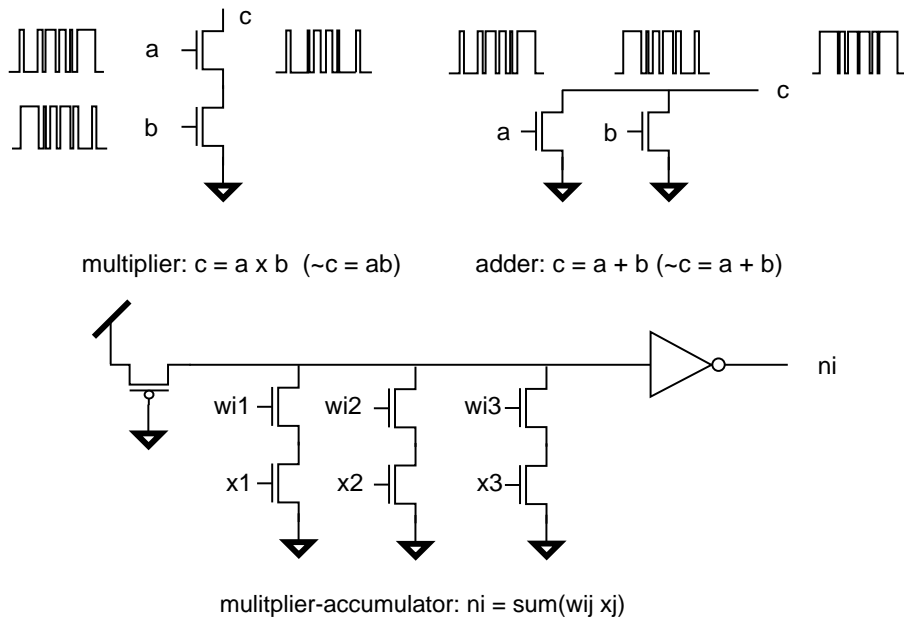 c
a
b
c
a
b
multiplier: c = a x b (~c = ab)
adder: c = a + b (~c = a + b)
ni
wi1
wi2
wi3
x1
x2
x3
mulitplier-accumulator: ni = sum(wij xj)